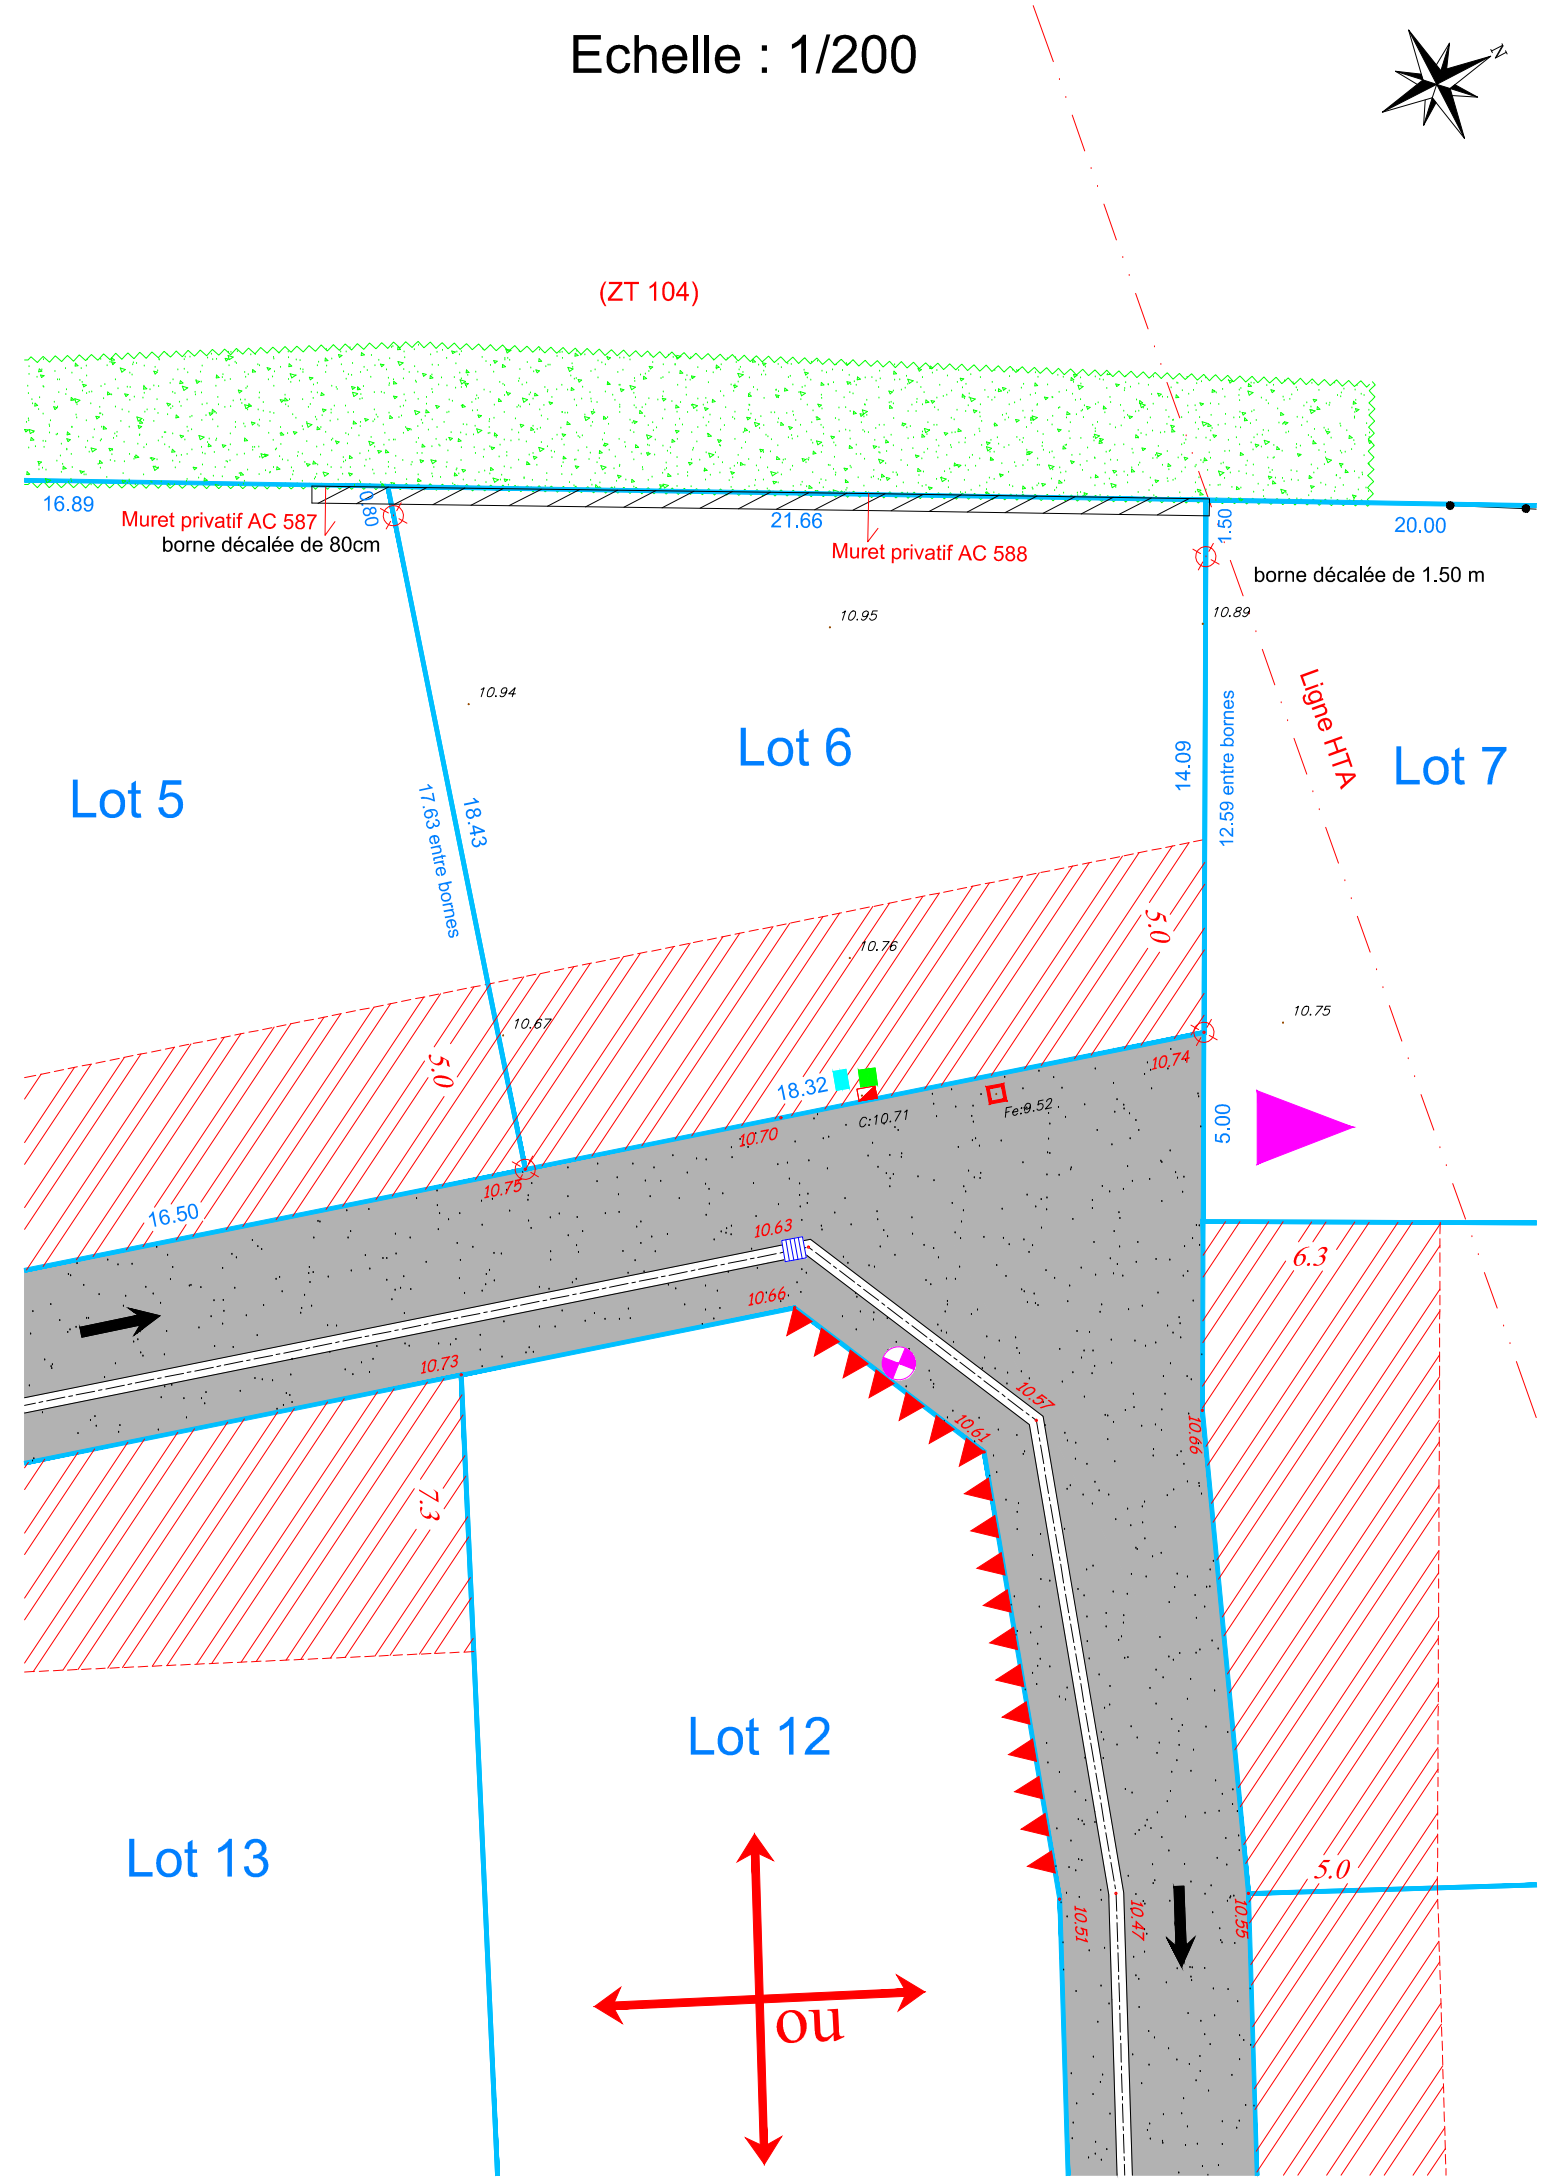 Echelle : 1/200
N
(ZT 104)
16.89
0.80
Muret privatif AC 587
borne décalée de 80cm
21.66
Muret privatif AC 588
1.50
20.00
borne décalée de 1.50 m
10.95
10.89
10.94
Ligne HTA
Lot 5
Lot 6
Lot 7
17.63 entre bornes
18.43
14.09
12.59 entre bornes
5.0
10.76
10.67
10.75
5.0
18.32
10.74
C:10.71
Fe:9.52
5.00
10.70
10.75
16.50
10.63
6.3
10.66
10.73
10.57
10.61
10.66
7.3
Lot 12
Lot 13
5.0
10.51
10.47
10.55
ou